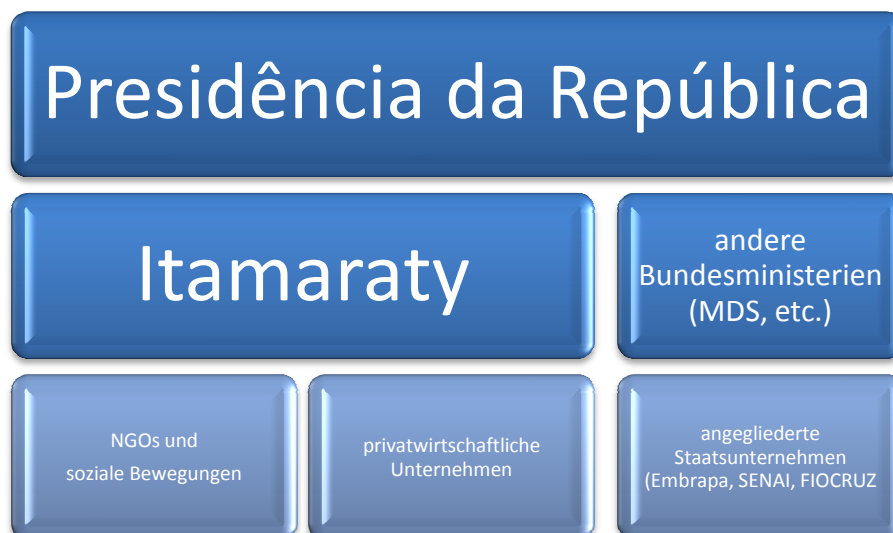 Presidência da República
Itamaraty
andere
Bundesministerien
(MDS, etc.)
NGOs und
soziale Bewegungen
privatwirtschaftliche
Unternehmen
angegliederte
Staatsunternehmen
(Embrapa, SENAI, FIOCRUZ